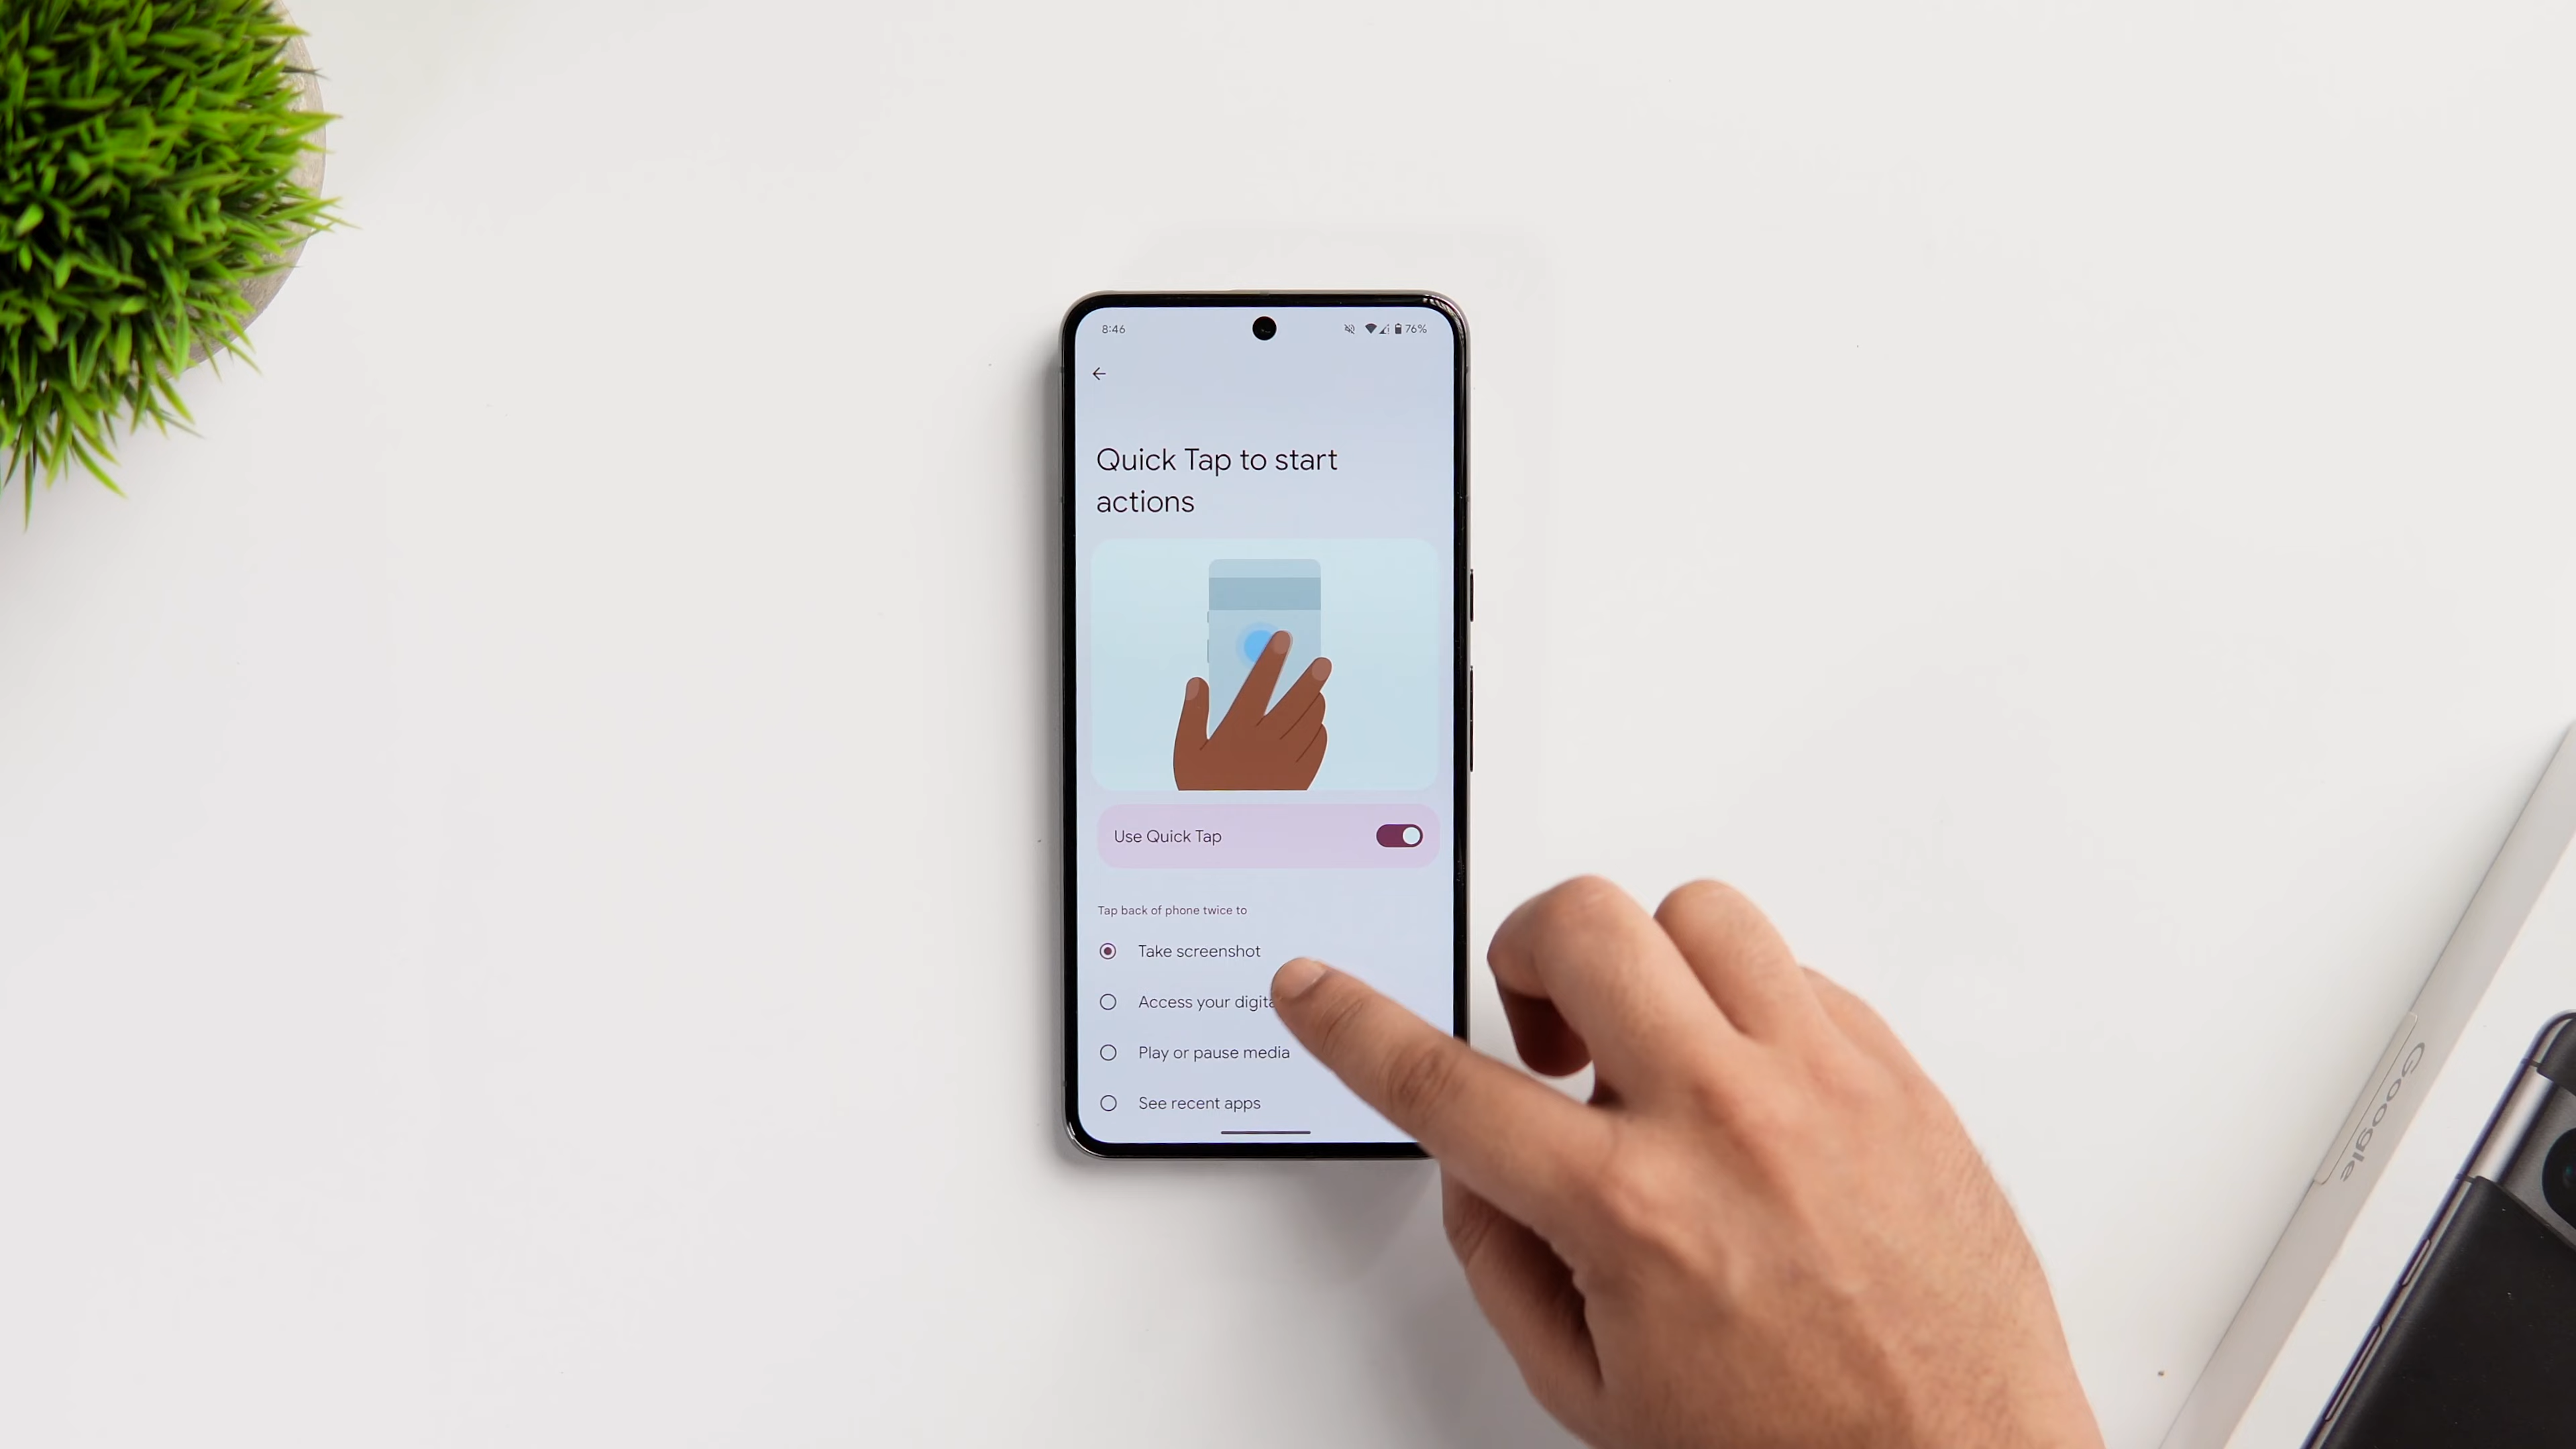 8:46
76%
Quick Tap to start
actions
Use Quick Tap
Tap back of phone twice to
Take screenshot
Access your
Play or pause media
See recent apps
Google